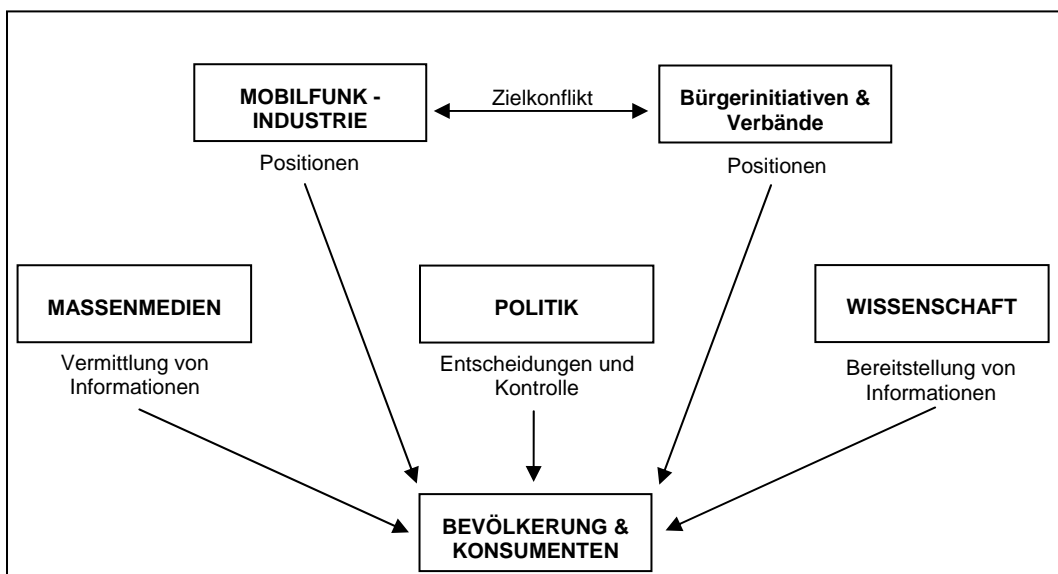 MOBILFUNK -
INDUSTRIE
Zielkonflikt
Bürgerinitiativen &
Verbände
Positionen
Positionen
MASSENMEDIEN
POLITIK
WISSENSCHAFT
Vermittlung von
Informationen
Entscheidungen und
Kontrolle
Bereitstellung von
Informationen
BEVÖLKERUNG &
KONSUMENTEN